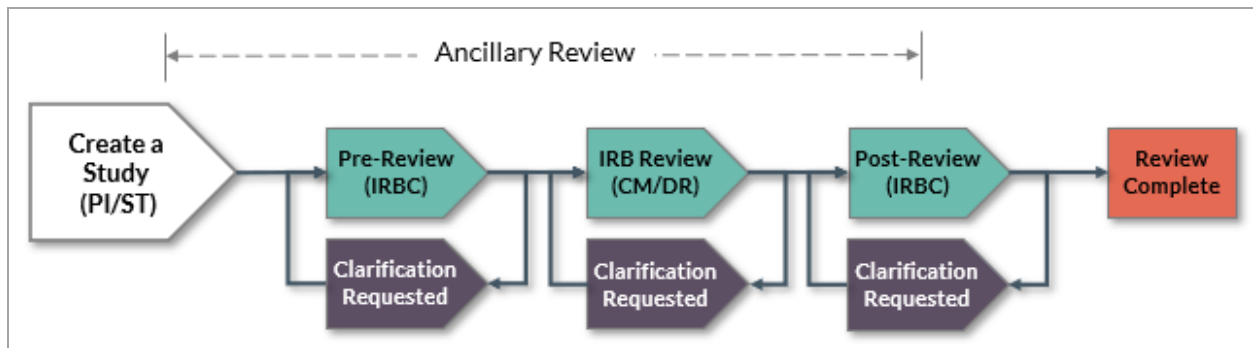 Ancillary Review
Create a
Study
(PI/ST)
Pre-Review
(IRBC)
IRB Review
(CM/DR)
Post-Review
(IRBC)
Review
Complete
Clarification
Requested
Clarification
Requested
Clarification
Requested